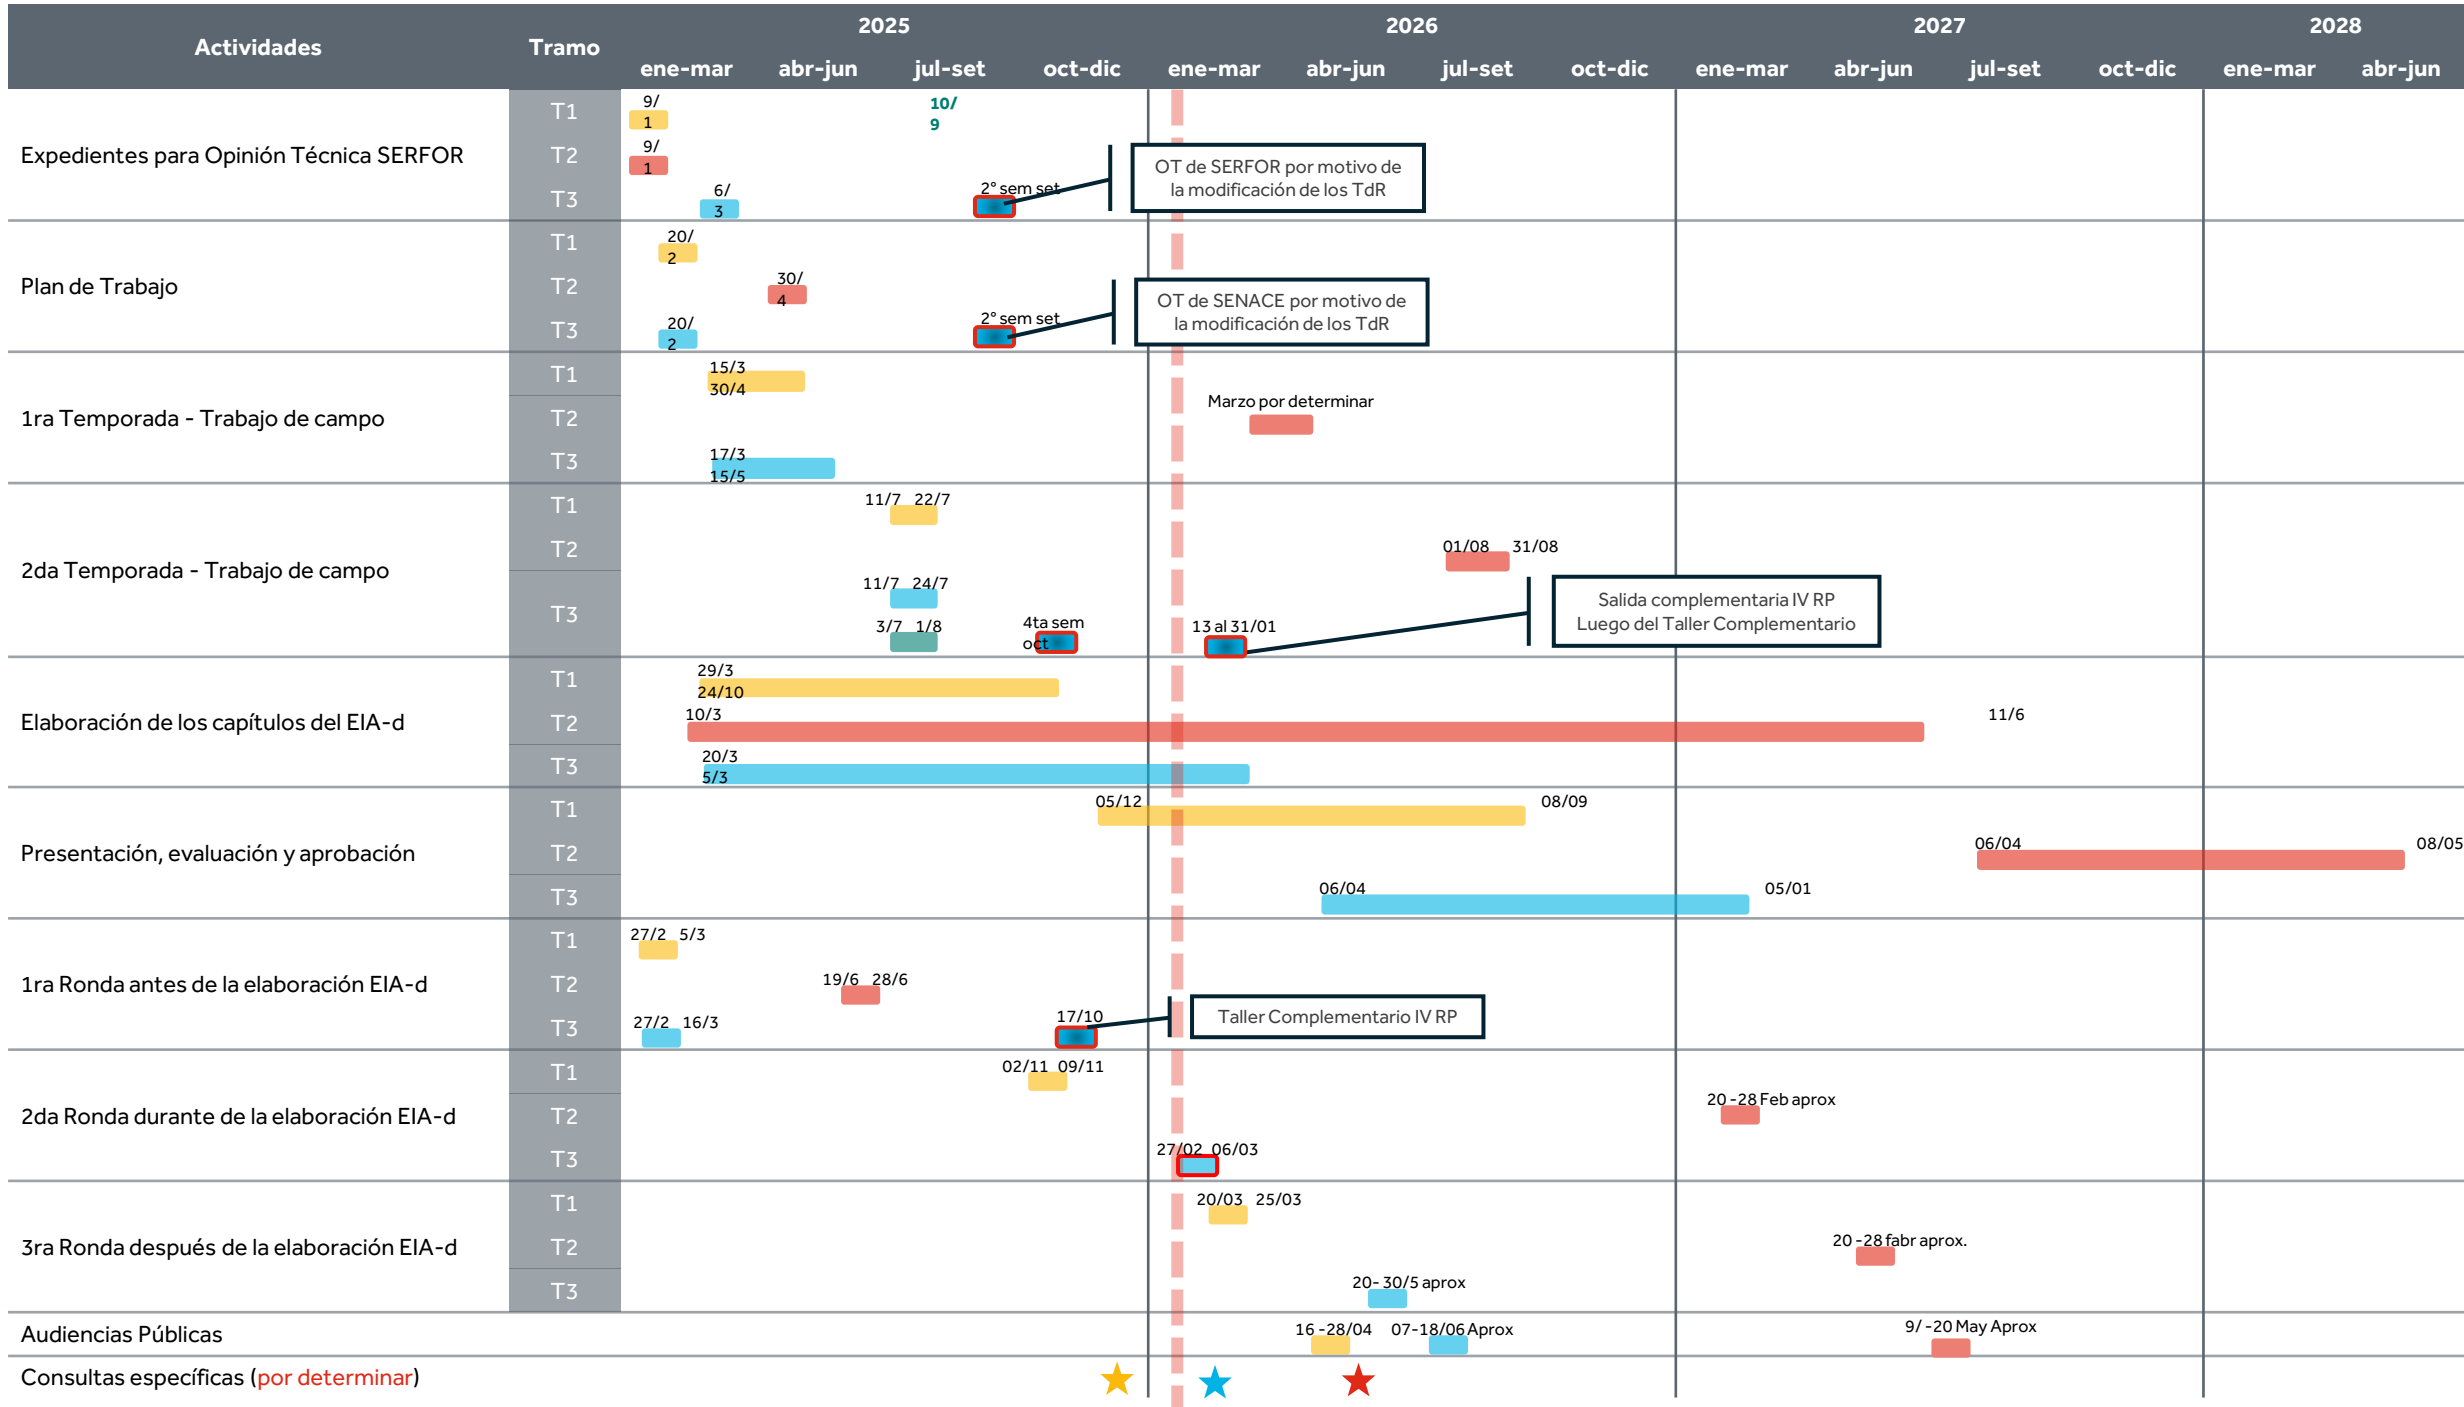 Actividades
Tramo
2025
2026
2027
2028
ene-mar
abr-jun
jul-set
oct-dic
ene-mar
abr-jun
jul-set
oct-dic
ene-mar
abr-jun
jul-set
oct-dic
ene-mar
abr-jun
Expedientes para Opinión Técnica SERFOR
T1
9/
1
10/
9
T2
9/
1
T3
6/
3
2° sem set
OT de SERFOR por motivo de
la modificación de los TdR
Plan de Trabajo
T1
20/
2
T2
30/
4
T3
20/
2
2° sem set
OT de SENACE por motivo de
la modificación de los TdR
1ra Temporada - Trabajo de campo
T1
15/3
30/4
T2
Marzo por determinar
T3
17/3
15/5
2da Temporada - Trabajo de campo
T1
11/7 22/7
T2
01/08 31/08
T3
11/7 24/7
3/7 1/8
4ta sem
oct
13 al 31/01
Salida complementaria IV RP
Luego del Taller Complementario
Elaboración de los capítulos del EIA-d
T1
29/3
24/10
T2
10/3
11/6
T3
20/3
5/3
Presentación, evaluación y aprobación
T1
05/12
08/09
T2
06/04
08/05
T3
06/04
05/01
1ra Ronda antes de la elaboración EIA-d
T1
27/2 5/3
T2
19/6 28/6
T3
27/2 16/3
17/10
Taller Complementario IV RP
2da Ronda durante de la elaboración EIA-d
T1
02/11 09/11
T2
20 -28 Feb aprox
T3
27/02 06/03
3ra Ronda después de la elaboración EIA-d
T1
20/03 25/03
T2
20 -28 fabr aprox.
T3
20- 30/5 aprox
Audiencias Públicas
16 -28/04
07-18/06 Aprox
9/ -20 May Aprox
Consultas específicas (por determinar)